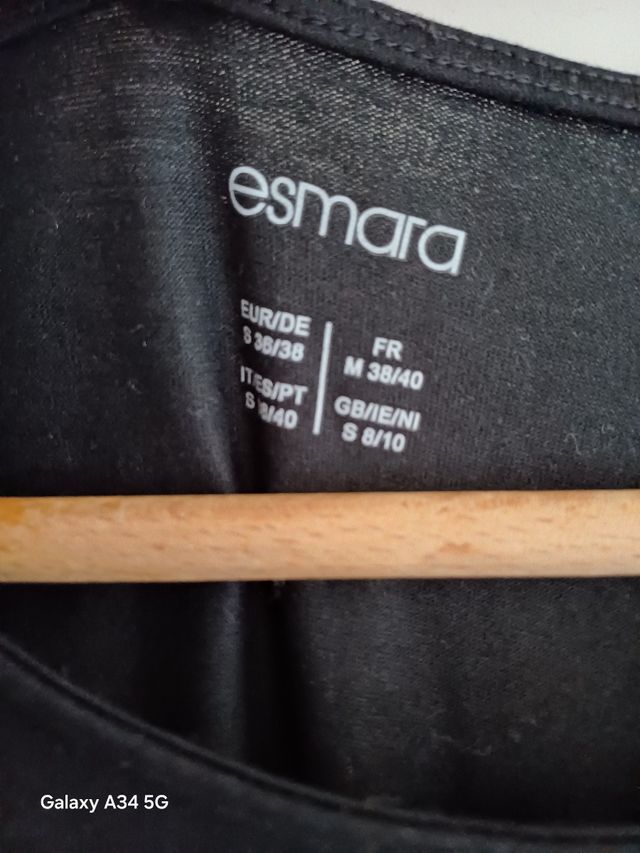 esmara
EUR/DE
S 36/38
FR
M 38/40
IT/ES/PT
GB/IE/NI
S 8/10
Galaxy A34 5G